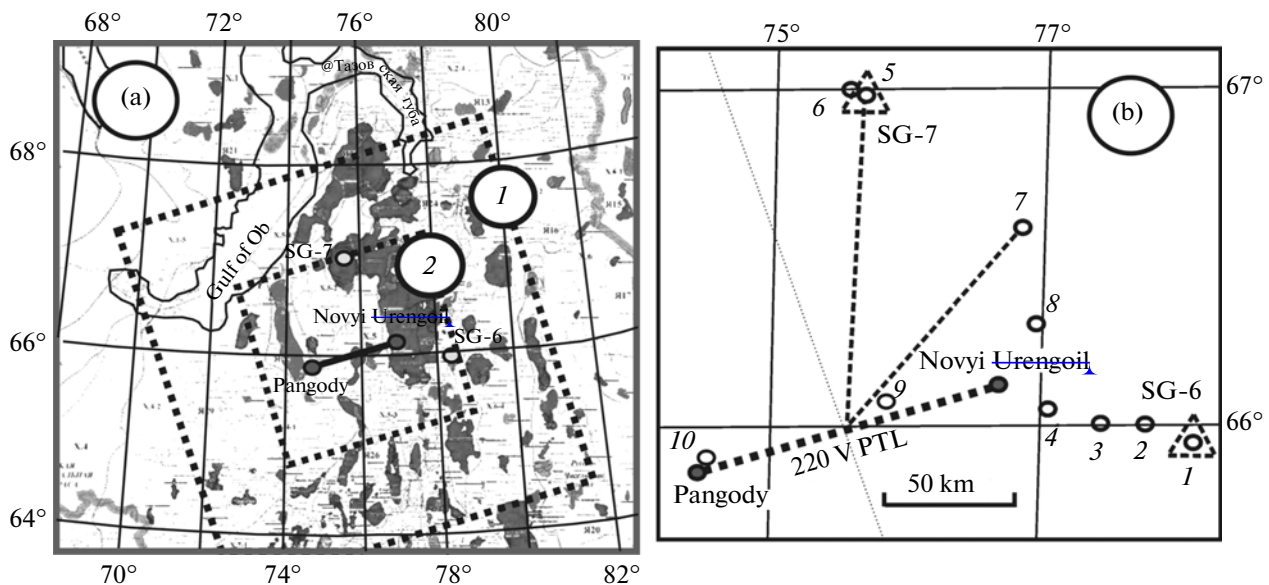 68° 72° 76° 80°
(a)
@Тазов
ская губа
68°
1
Gulf of Ob
SG-7
2
Novyi Urengoil
66°
SG-6
Pangody
64°
70° 74° 78° 82°
75° 77°
5
67°
6
(b)
SG-7
7
8
Novyi Urengoil
9
SG-6
66°
10
4 3 2
1
220 V PTL
Pangody
50 km